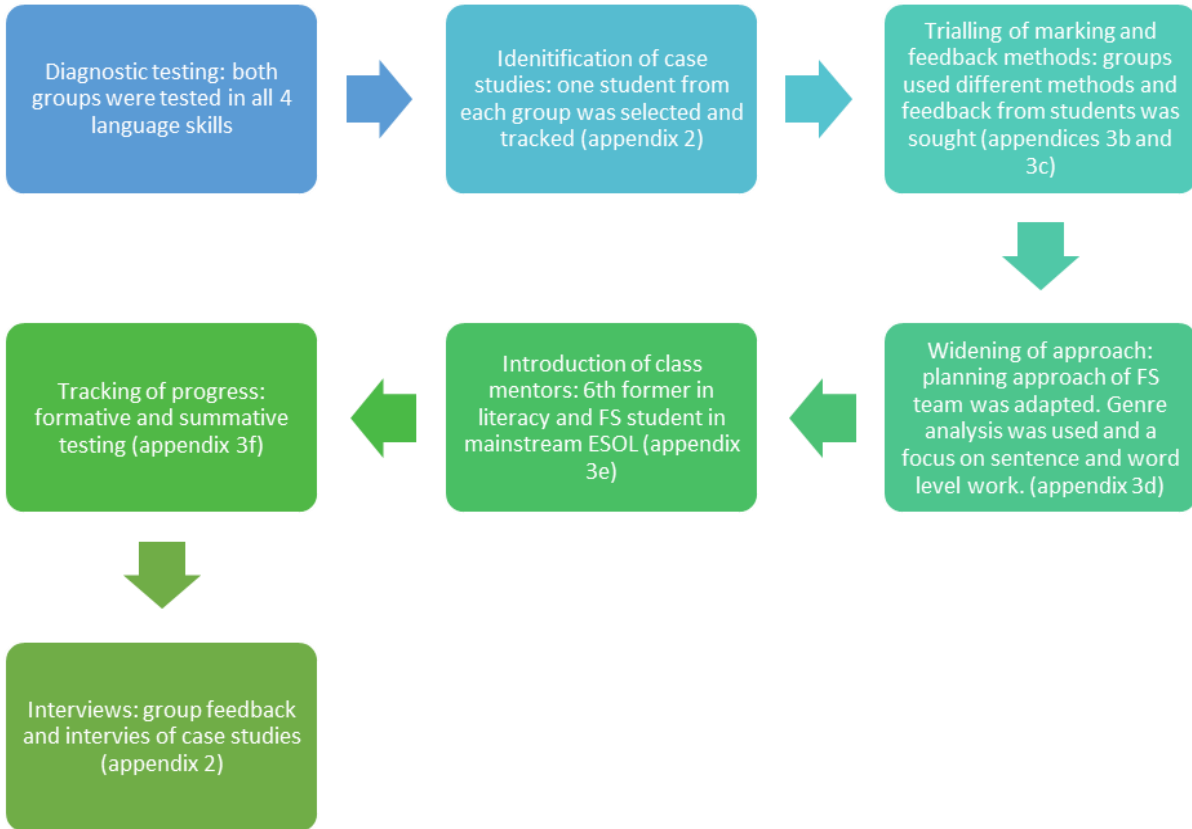 Diagnostic testing: both
groups were tested in all 4
language skills
Idenitification of case
studies: one student from
each group was selected and
tracked (appendix 2)
Trialling of marking and
feedback methods: groups
used different methods and
feedback from students was
sought (appendices 3b and
3c)
Widening of approach:
planning approach of FS
team was adapted. Genre
analysis was used and a
focus on sentence and word
level work. (appendix 3d)
Introduction of class
mentors: 6th former in
literacy and FS student in
mainstream ESOL (appendix
3e)
Tracking of progress:
formative and summative
testing (appendix 3f)
Interviews: group feedback
and intervies of case studies
(appendix 2)